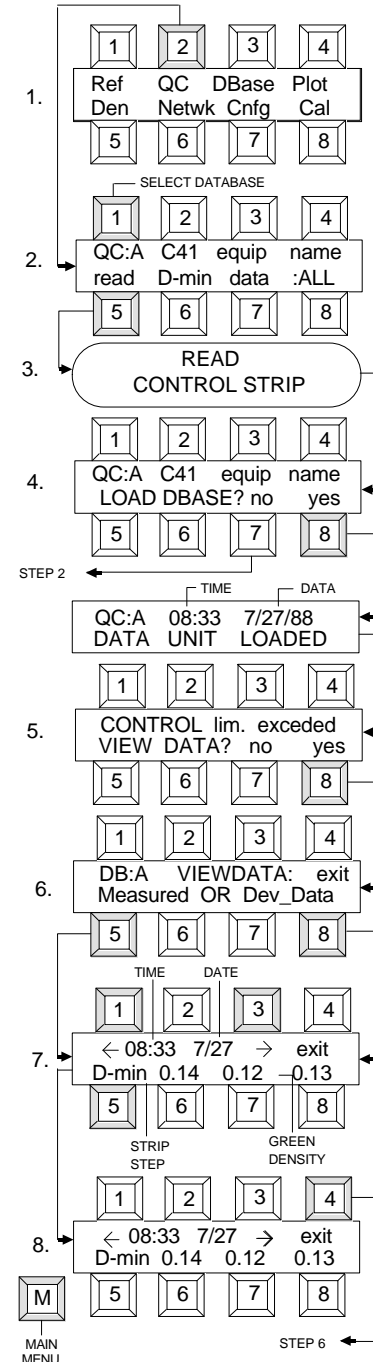 1 2 3 4
1.
Ref QC DBase Plot
Den Netwk Cnfg Cal
5 6 7 8
SELECT DATABASE
1 2 3 4
2.
QC:A C41 equip name
read D-min data :ALL
5 6 7 8
3.
READ
CONTROL STRIP
1 2 3 4
4.
QC:A C41 equip name
LOAD DBASE? no yes
5 6 7 8
STEP 2
TIME DATA
QC:A 08:33 7/27/88
DATA UNIT LOADED
1 2 3 4
5.
CONTROL lim. exceded
VIEW DATA? no yes
5 6 7 8
1 2 3 4
6.
DB:A VIEWDATA: exit
Measured OR Dev_Data
5 6 7 8
TIME DATE
1 2 3 4
7.
← 08:33 7/27 → exit
D-min 0.14 0.12 0.13
5 6 7 8
STRIP
STEP
GREEN
DENSITY
1 2 3 4
8.
← 08:33 7/27 → exit
D-min 0.14 0.12 0.13
5 6 7 8
M
MAIN
MENU
STEP 6